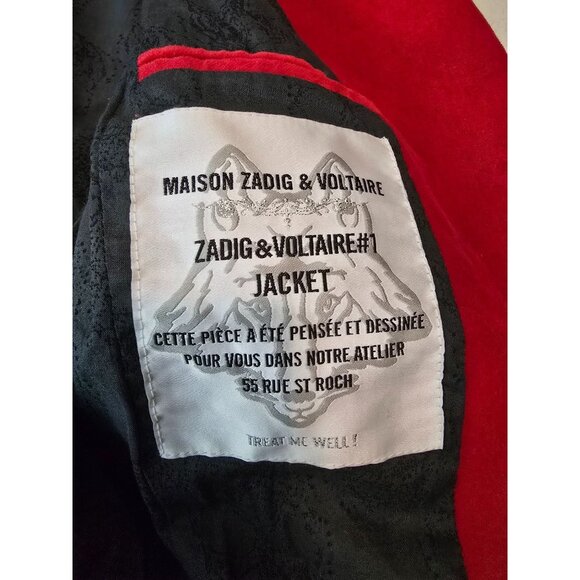 MAISON ZADIG & VOLTAIRE
ZADIG&VOLTAIRE#1
JACKET
CETTE PIÈCE A ÉTÉ PENSÉE ET DESSINÉE
POUR VOUS DANS NOTRE ATELIER
55 RUE ST ROCH
TREAT ME WELL!